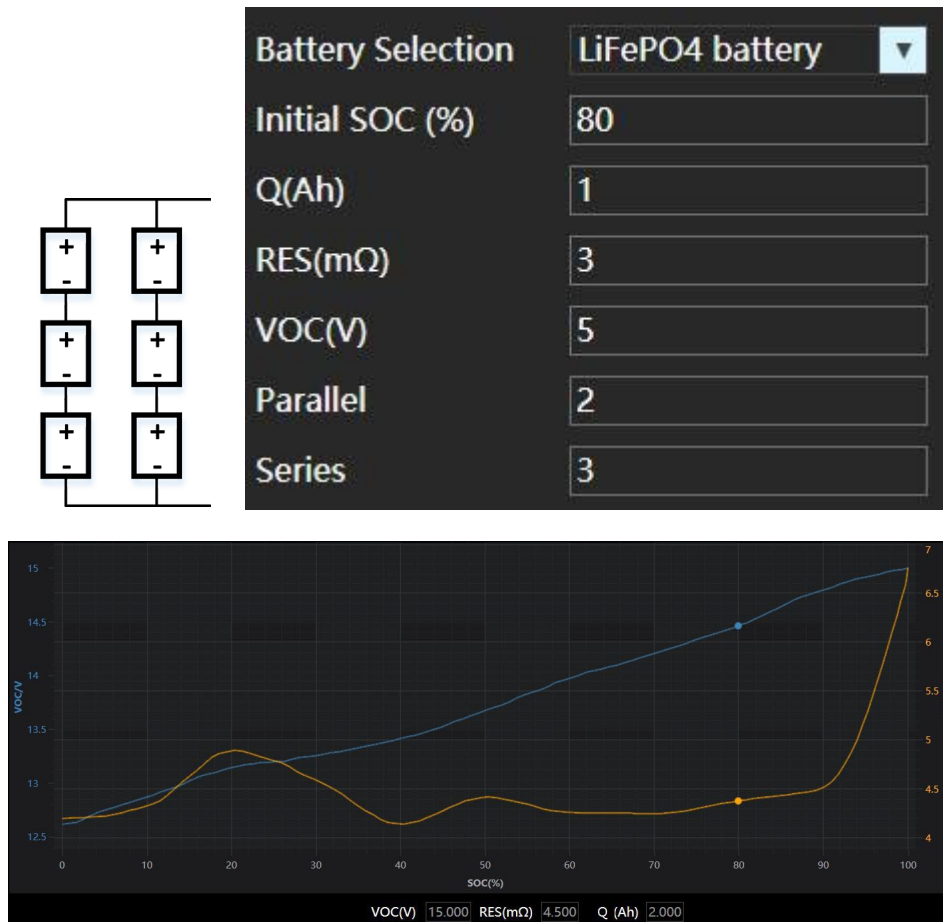 Battery Selection LiFePO4 battery
Initial SOC (%) 80
Q(Ah) 1
RES(mΩ) 3
VOC(V) 5
Parallel 2
Series 3
+ +
- -
+ +
- -
+ +
- -
15
14.5
14
13.5
13
12.5
VOC/V
7
6.5
6
5.5
5
4.5
4
0 10 20 30 40 50 60 70 80 90 100
SOC(%)
VOC(V) 15.000 RES(mΩ) 4.500 Q (Ah) 2.000